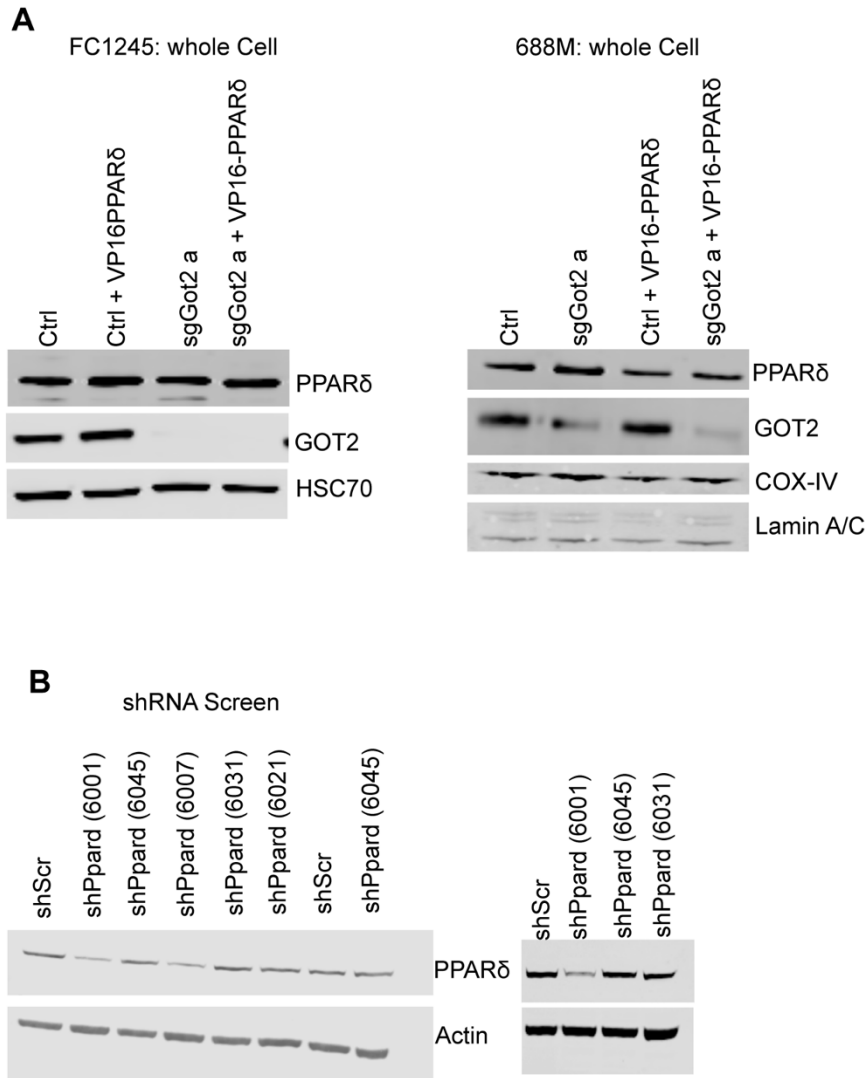 A
FC1245: whole Cell
688M: whole Cell
Ctrl
Ctrl + VP16PPARδ
sgGot2 a
sgGot2 a + VP16-PPARδ
Ctrl
sgGot2 a
Ctrl + VP16-PPARδ
sgGot2 a + VP16-PPARδ
PPARδ
GOT2
HSC70
PPARδ
GOT2
COX-IV
Lamin A/C
B
shRNA Screen
shScr
shPpard (6001)
shPpard (6045)
shPpard (6007)
shPpard (6031)
shPpard (6021)
shScr
shPpard (6045)
shScr
shPpard (6001)
shPpard (6045)
shPpard (6031)
PPARδ
Actin